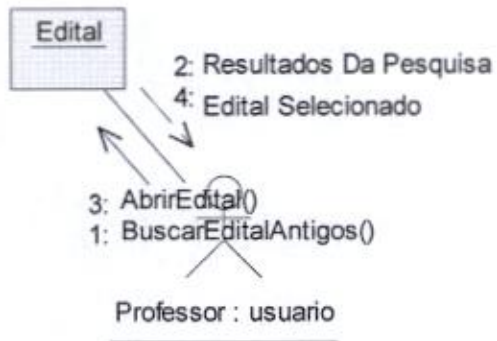 Edital
2: Resultados Da Pesquisa
4: Edital Selecionado
3: AbrirEdital()
1: BuscarEditalAntigos()
Professor : usuario